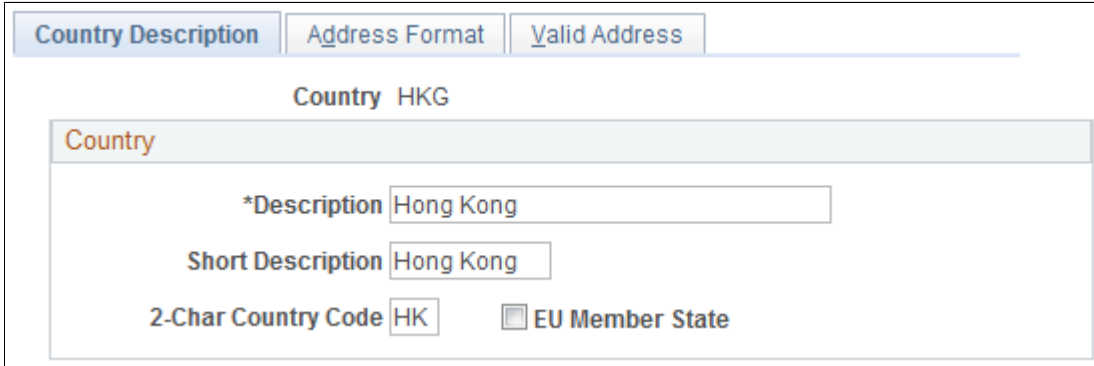 Country Description Address Format Valid Address
Country HKG
Country
*Description Hong Kong
Short Description Hong Kong
2-Char Country Code HK EU Member State